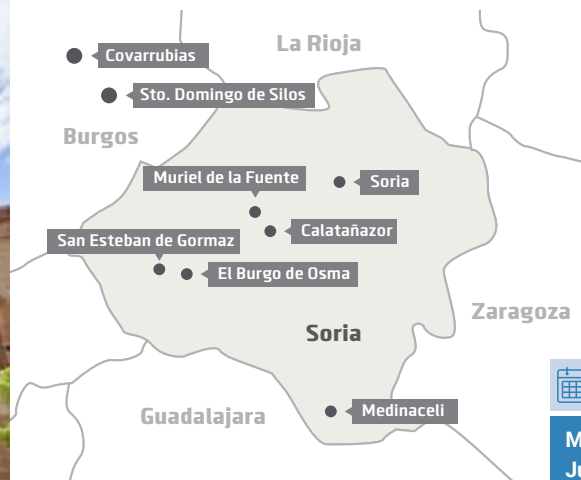 La Rioja
Covarrubias
Sto. Domingo de Silos
Burgos
Muriel de la Fuente
Soria
Calatañazor
San Esteban de Gormaz
El Burgo de Osma
Zaragoza
Soria
Medinaceli
Guadalajara